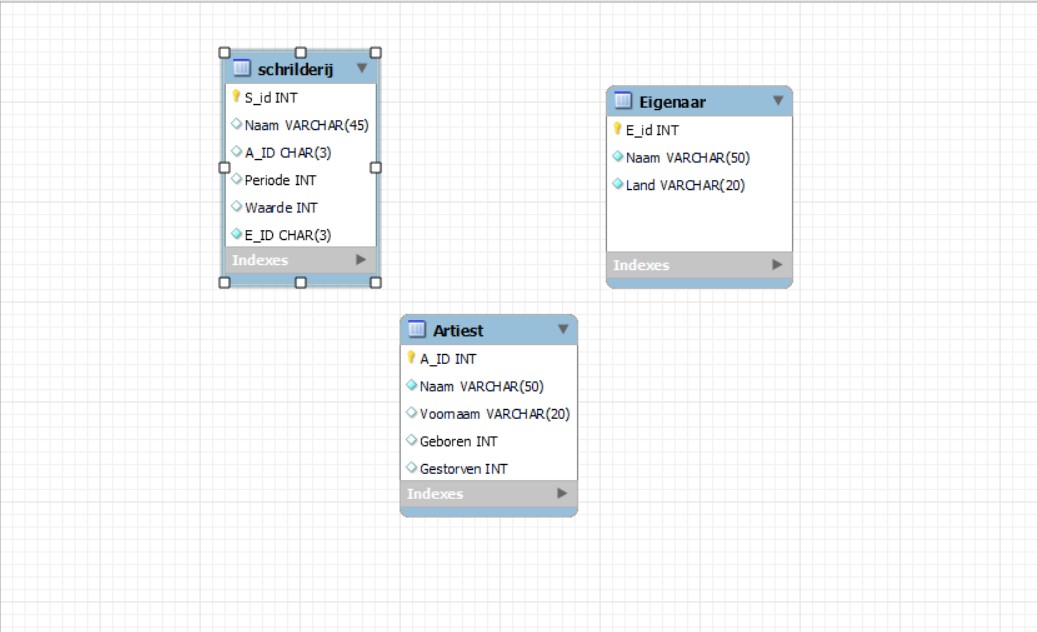 schrilderij
S_id INT
Naam VARCHAR(45)
A_ID CHAR(3)
Periode INT
Waarde INT
E_ID CHAR(3)
Indexes
Eigenaar
E_id INT
Naam VARCHAR(50)
Land VARCHAR(20)
Indexes
Artiest
A_ID INT
Naam VARCHAR(50)
Voornaam VARCHAR(20)
Geboren INT
Gestorven INT
Indexes